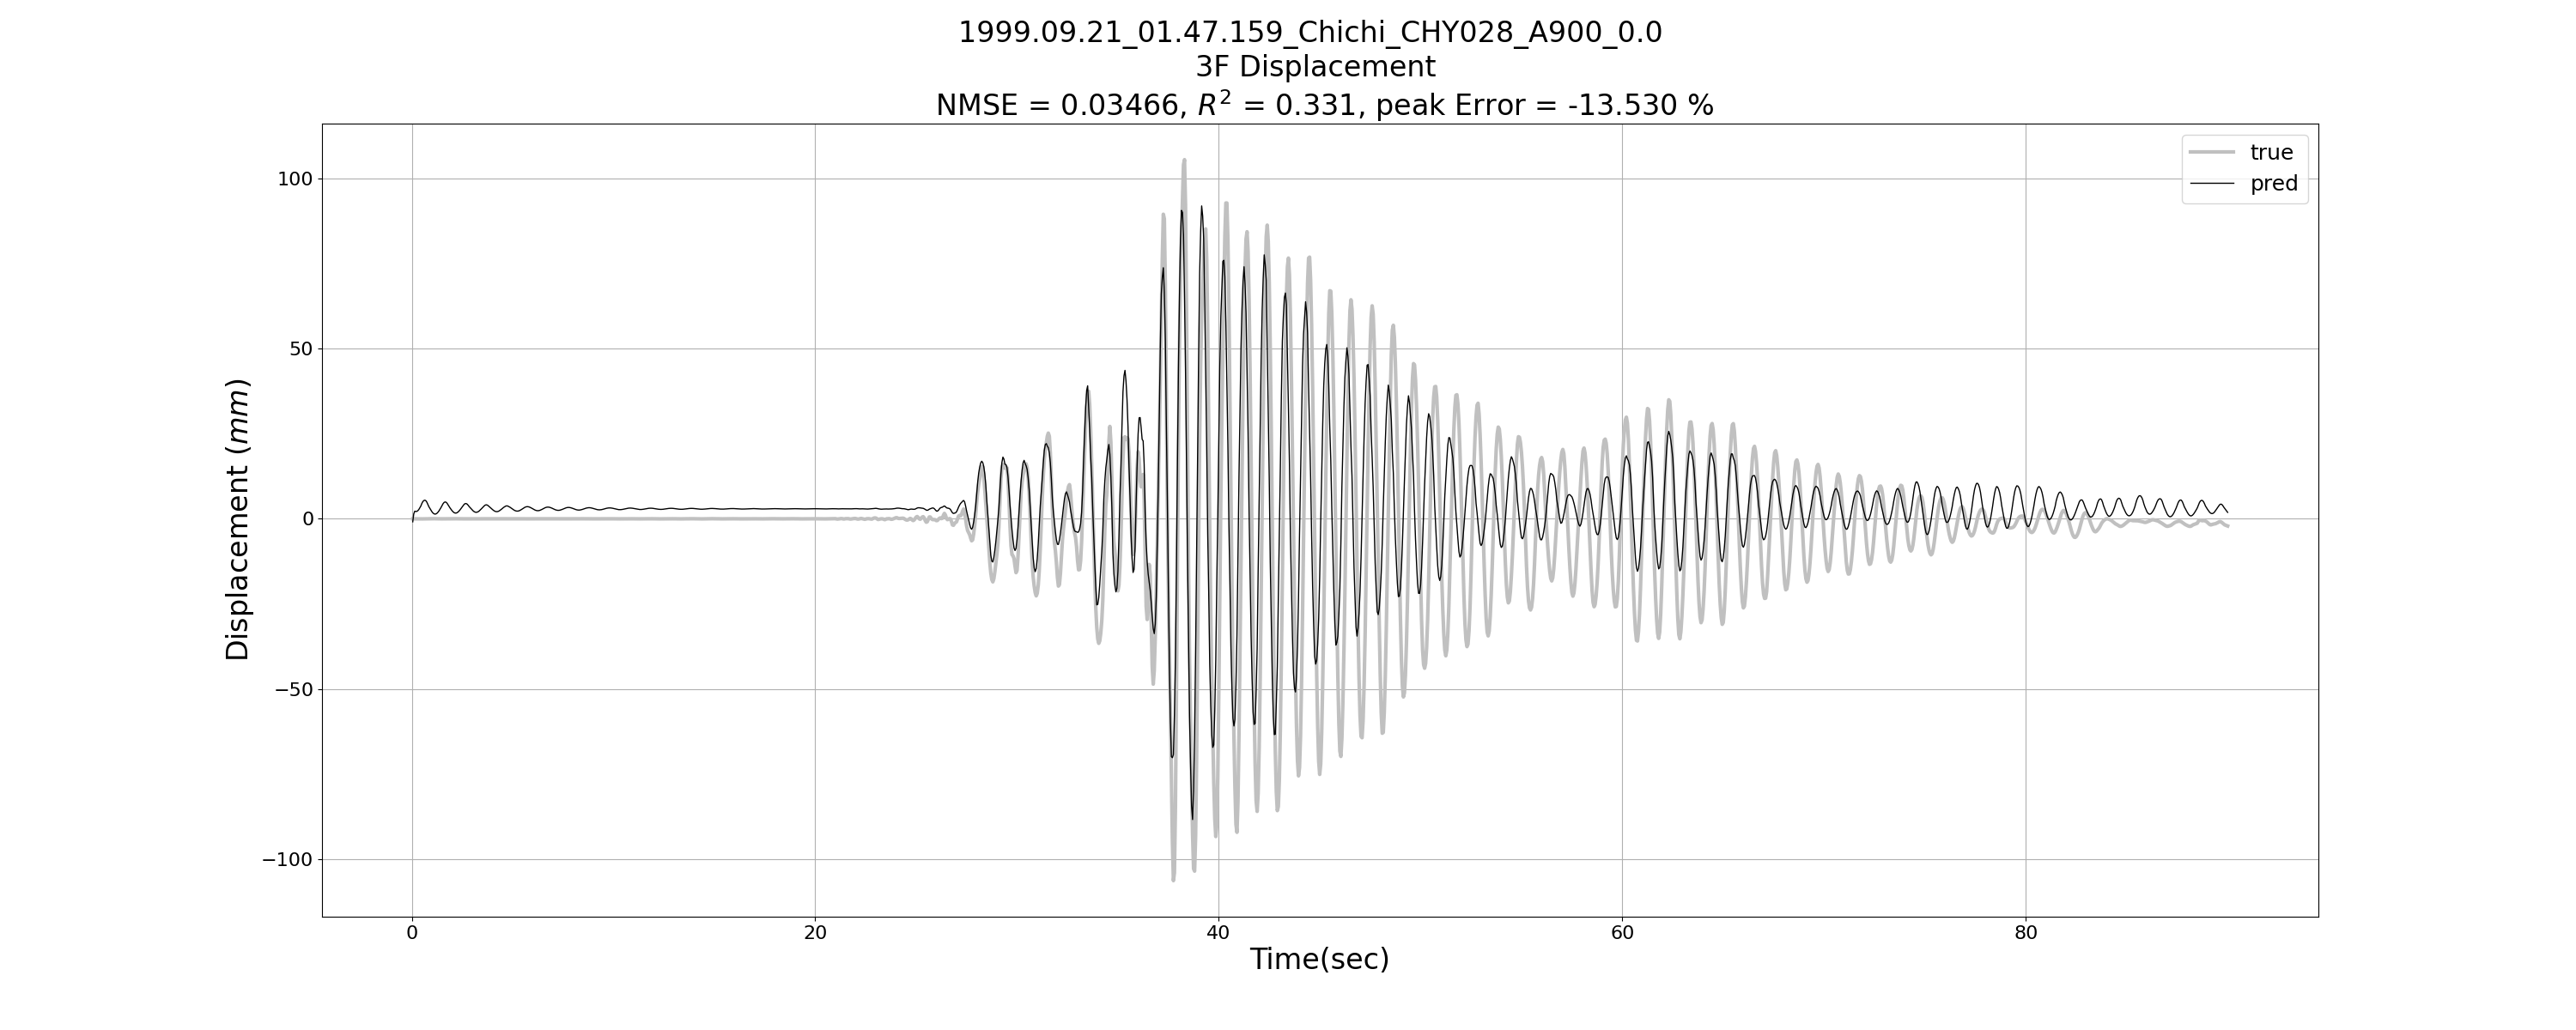 1999.09.21_01.47.159_Chichi_CHY028_A900_0.0
3F Displacement
NMSE = 0.03466, R² = 0.331, peak Error = -13.530 %
true
pred
100
50
0
−50
−100
Displacement (mm)
0 20 40 60 80
Time(sec)